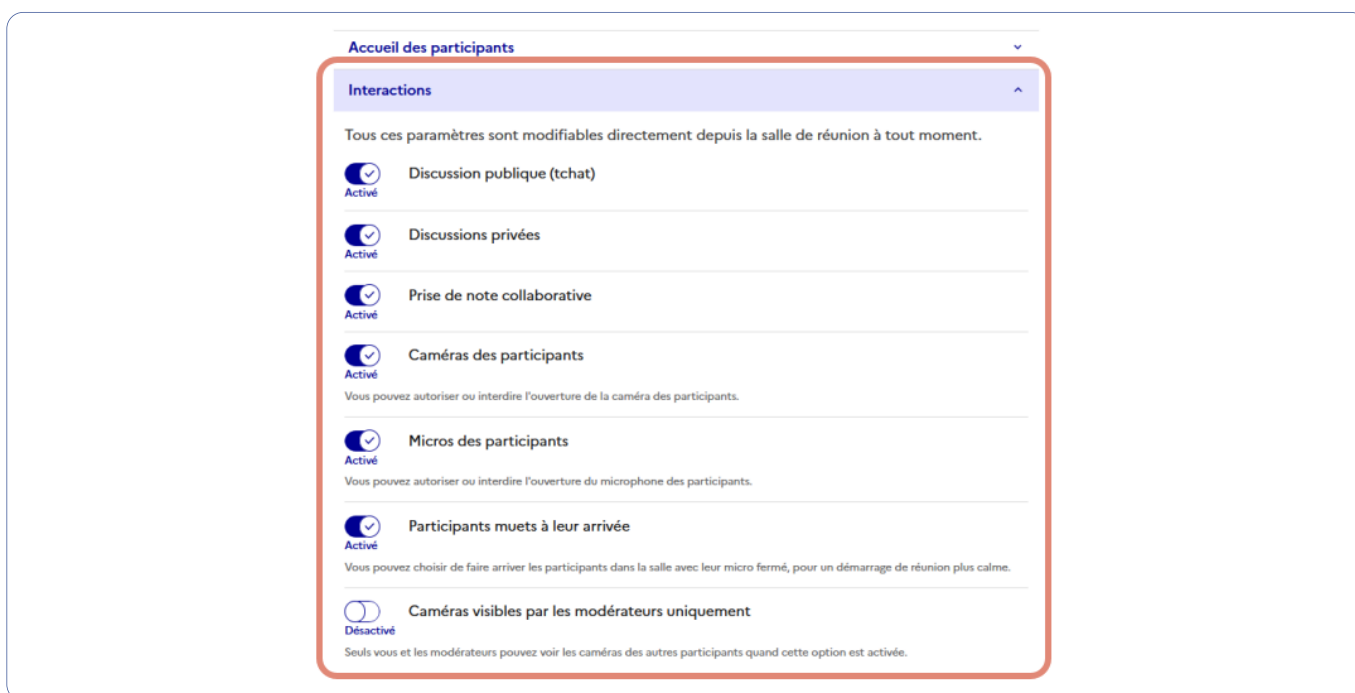 Accueil des participants
Interactions
Tous ces paramètres sont modifiables directement depuis la salle de réunion à tout moment.
Discussion publique (tchat)
Activé
Discussions privées
Activé
Prise de note collaborative
Activé
Caméras des participants
Activé
Vous pouvez autoriser ou interdire l'ouverture de la caméra des participants.
Micros des participants
Activé
Vous pouvez autoriser ou interdire l'ouverture du microphone des participants.
Participants muets à leur arrivée
Activé
Vous pouvez choisir de faire arriver les participants dans la salle avec leur micro fermé, pour un démarrage de réunion plus calme.
Caméras visibles par les modérateurs uniquement
Désactivé
Seuls vous et les modérateurs pouvez voir les caméras des autres participants quand cette option est activée.